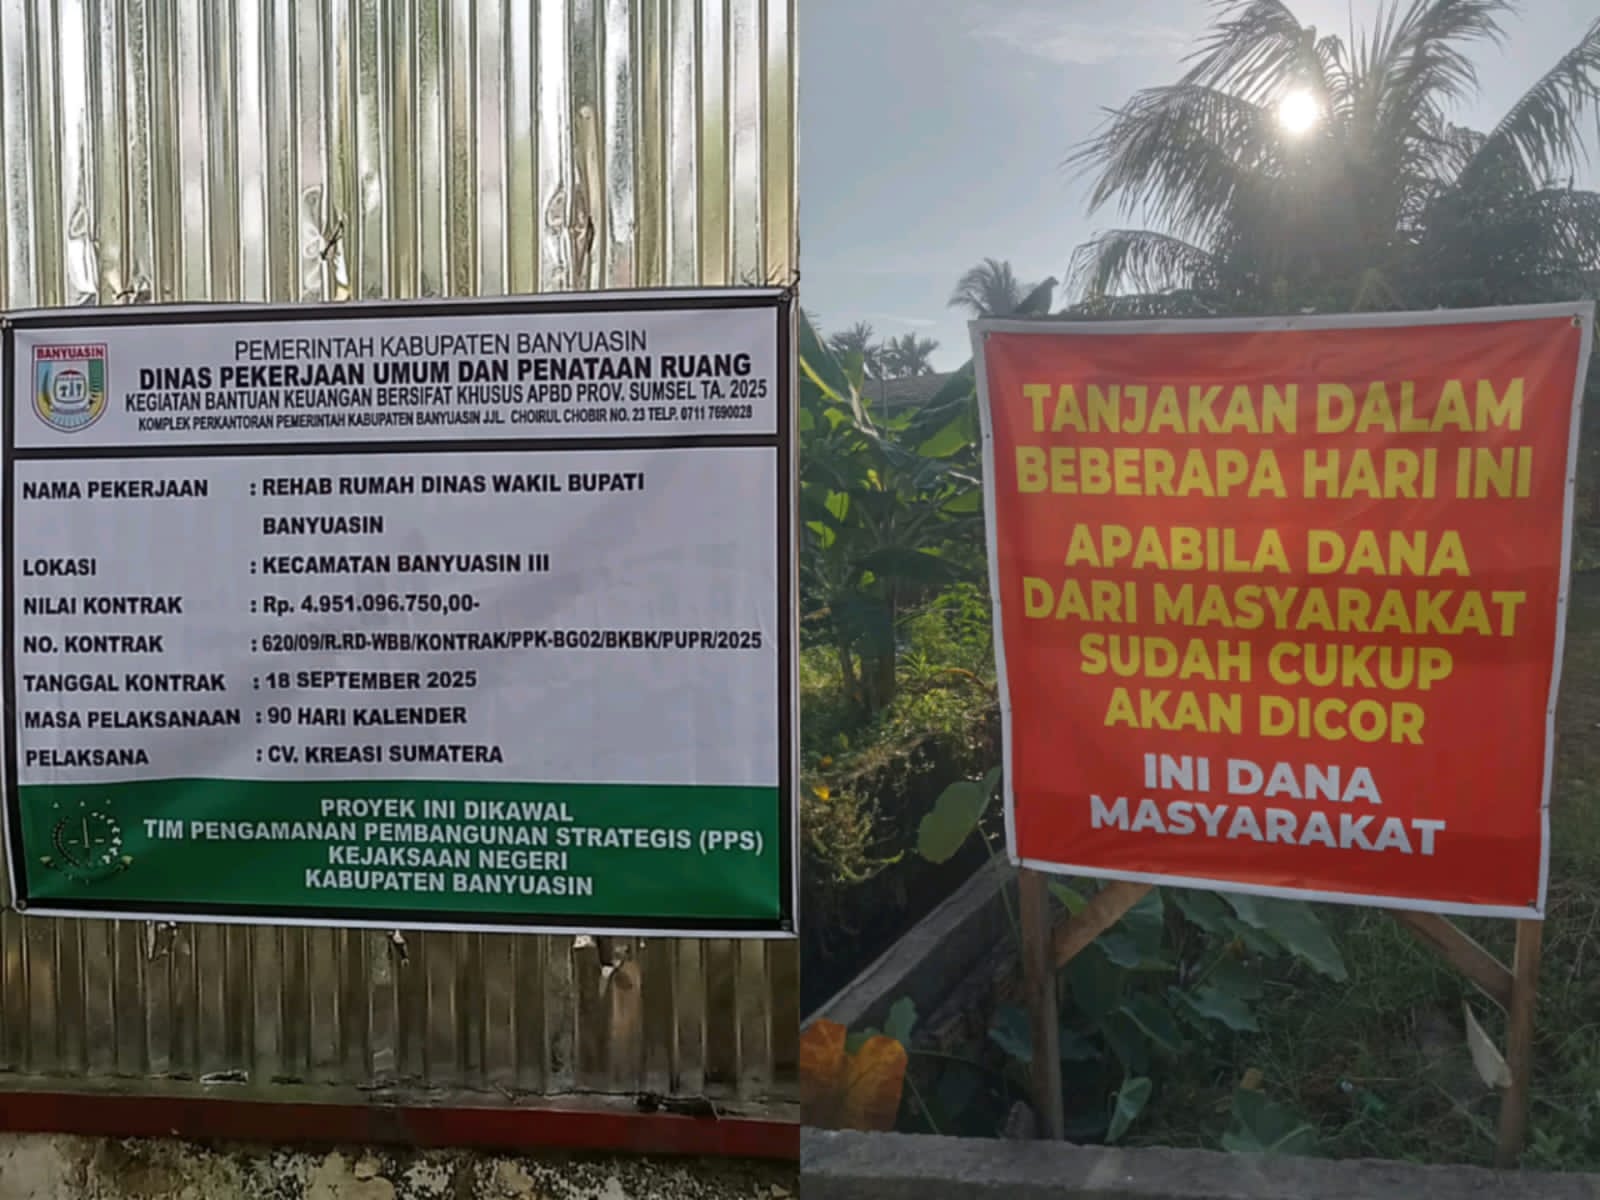 BANYUASIN
PEMERINTAH KABUPATEN BANYUASIN
DINAS PEKERJAAN UMUM DAN PENATAAN RUANG
KEGIATAN BANTUAN KEUANGAN BERSIFAT KHUSUS APBD PROV. SUMSEL TA. 2025
KOMPLEK PERKANTORAN PEMERINTAH KABUPATEN BANYUASIN JJL. CHOIRUL CHOBIR NO. 23 TELP. 0711 7690028
NAMA PEKERJAAN : REHAB RUMAH DINAS WAKIL BUPATI
BANYUASIN
LOKASI : KECAMATAN BANYUASIN III
NILAI KONTRAK : Rp. 4.951.096.750,00-
NO. KONTRAK : 620/09/R.RD-WBB/KONTRAK/PPK-BG02/BKBK/PUPR/2025
TANGGAL KONTRAK : 18 SEPTEMBER 2025
MASA PELAKSANAAN : 90 HARI KALENDER
PELAKSANA : CV. KREASI SUMATERA
PROYEK INI DIKAWAL
TIM PENGAMANAN PEMBANGUNAN STRATEGIS (PPS)
KEJAKSAAN NEGERI
KABUPATEN BANYUASIN
TANJAKAN DALAM
BEBERAPA HARI INI
APABILA DANA
DARI MASYARAKAT
SUDAH CUKUP
AKAN DICOR
INI DANA
MASYARAKAT